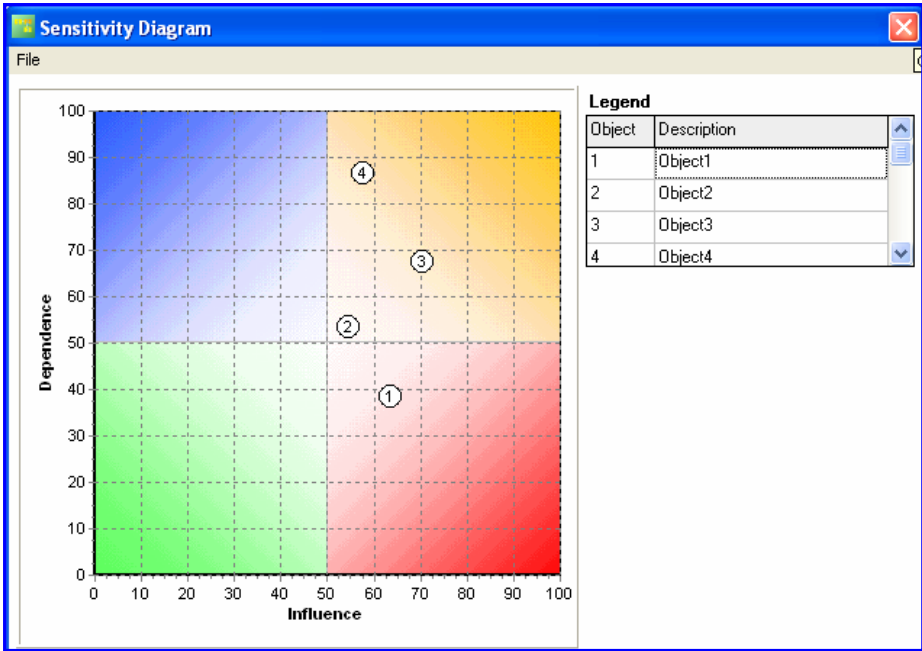 Sensitivity Diagram
File
100
90
80
70
60
50
40
30
20
10
0
Dependence
4
3
2
1
0 10 20 30 40 50 60 70 80 90 100
Influence
Legend
Object Description
1 Object1
2 Object2
3 Object3
4 Object4